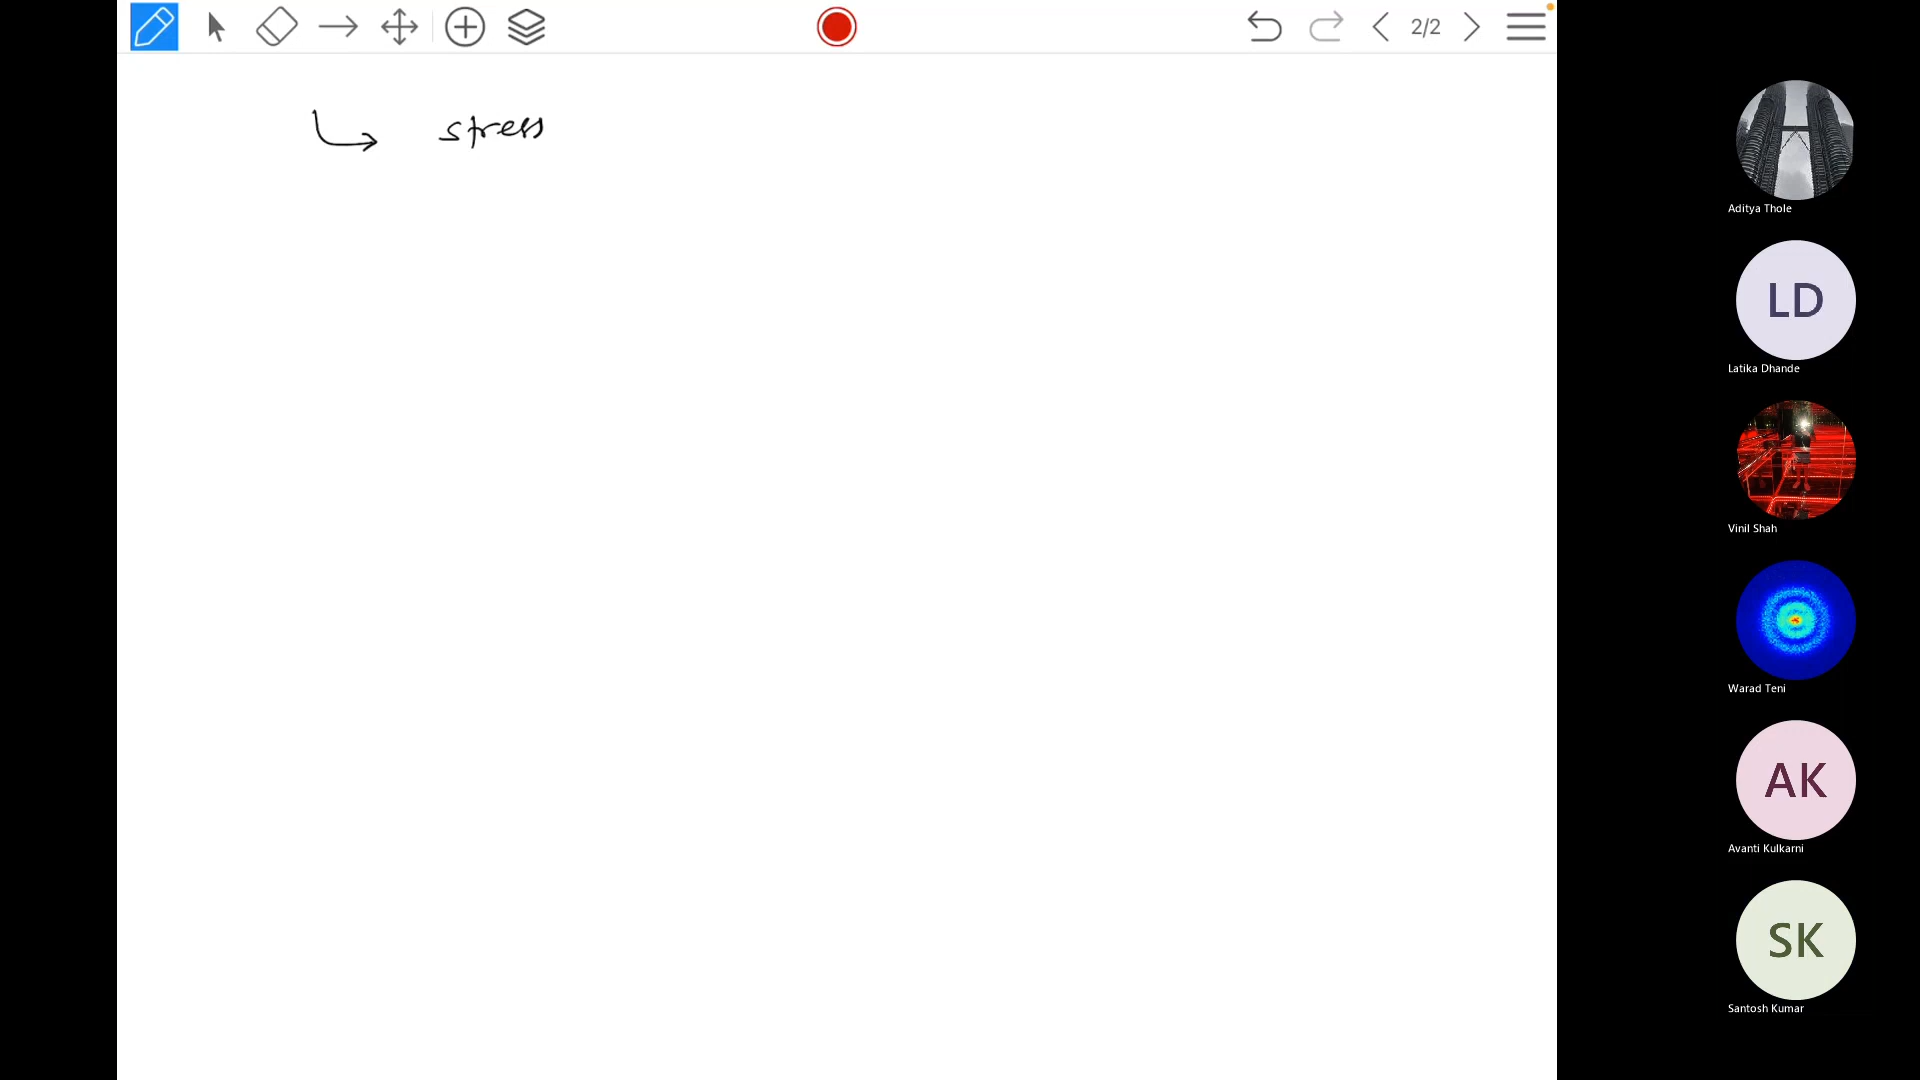 2/2
stress
Aditya Thole
LD
Latika Dhande
Vinil Shah
Warad Teni
AK
Avanti Kulkarni
SK
Santosh Kumar